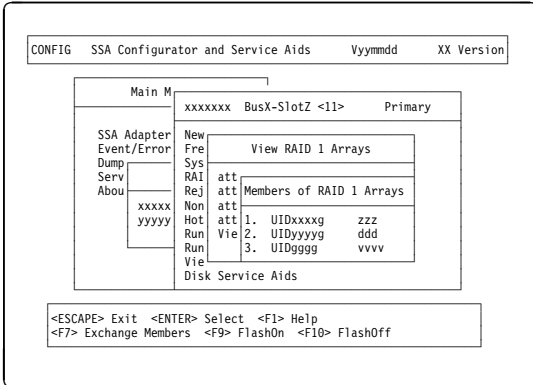 CONFIG SSA Configurator and Service Aids Vyymmdd XX Version
Main M
xxxxxxx BusX-SlotZ <11> Primary
SSA Adapter New
Event/Error Fre View RAID 1 Arrays
Dump Sys
Serv RAI att
Abou Rej att Members of RAID 1 Arrays
xxxxx Non att
yyyyy Hot att 1. UIDxxxxg zzz
Run Vie 2. UIDyyyyg ddd
Run 3. UIDgggg vvvv
Vie
Disk Service Aids
<ESCAPE> Exit <ENTER> Select <F1> Help
<F7> Exchange Members <F9> FlashOn <F10> FlashOff